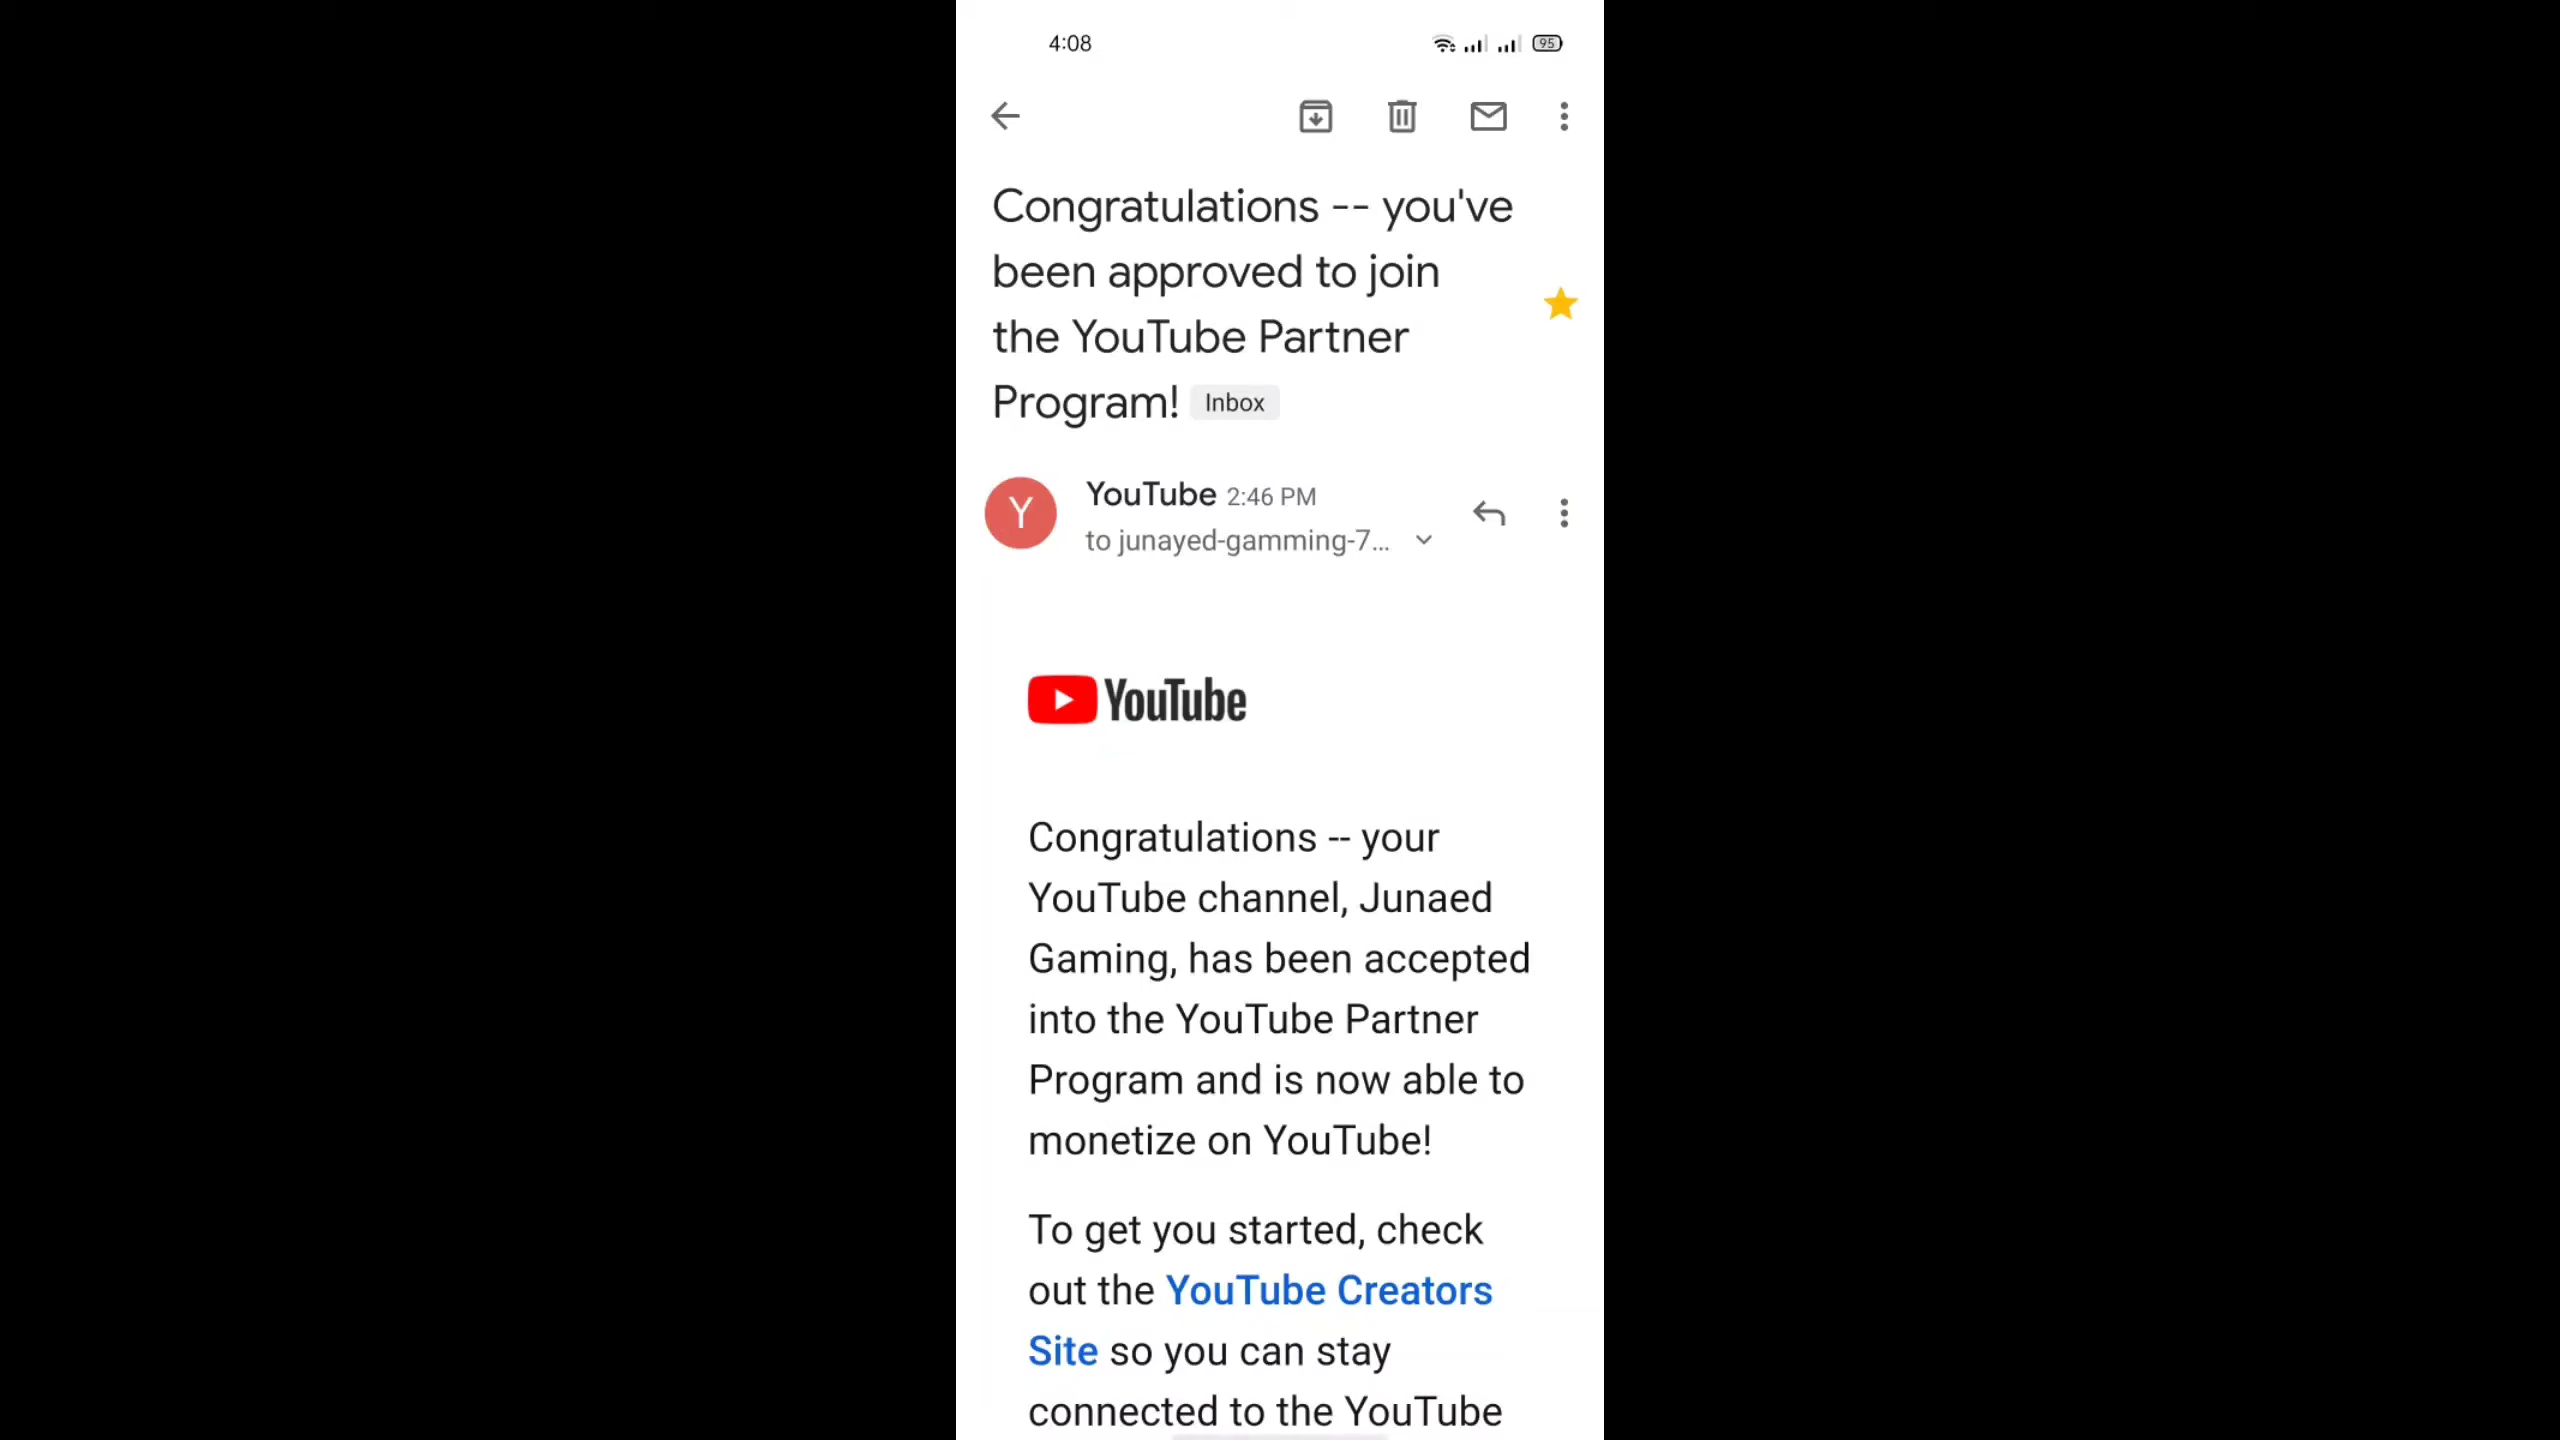 4:08
95
Congratulations -- you've
been approved to join
the YouTube Partner
Program! Inbox
Y
YouTube 2:46 PM
to junayed-gamming-7...
YouTube
Congratulations -- your
YouTube channel, Junaed
Gaming, has been accepted
into the YouTube Partner
Program and is now able to
monetize on YouTube!
To get you started, check
out the YouTube Creators
Site so you can stay
connected to the YouTube